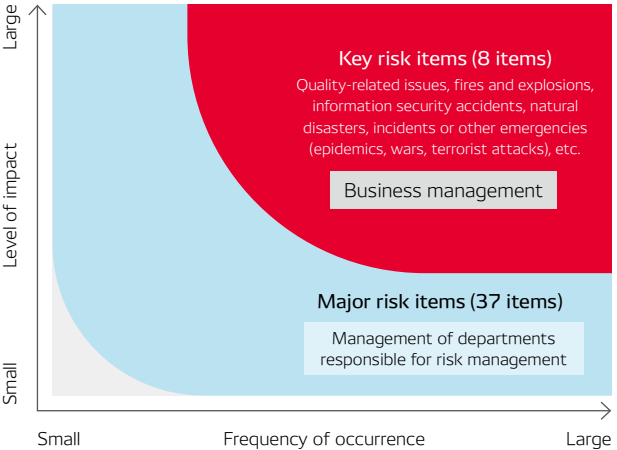 Large
Level of impact
Small
Key risk items (8 items)
Quality-related issues, fires and explosions,
information security accidents, natural
disasters, incidents or other emergencies
(epidemics, wars, terrorist attacks), etc.
Business management
Major risk items (37 items)
Management of departments
responsible for risk management
Small
Frequency of occurrence
Large